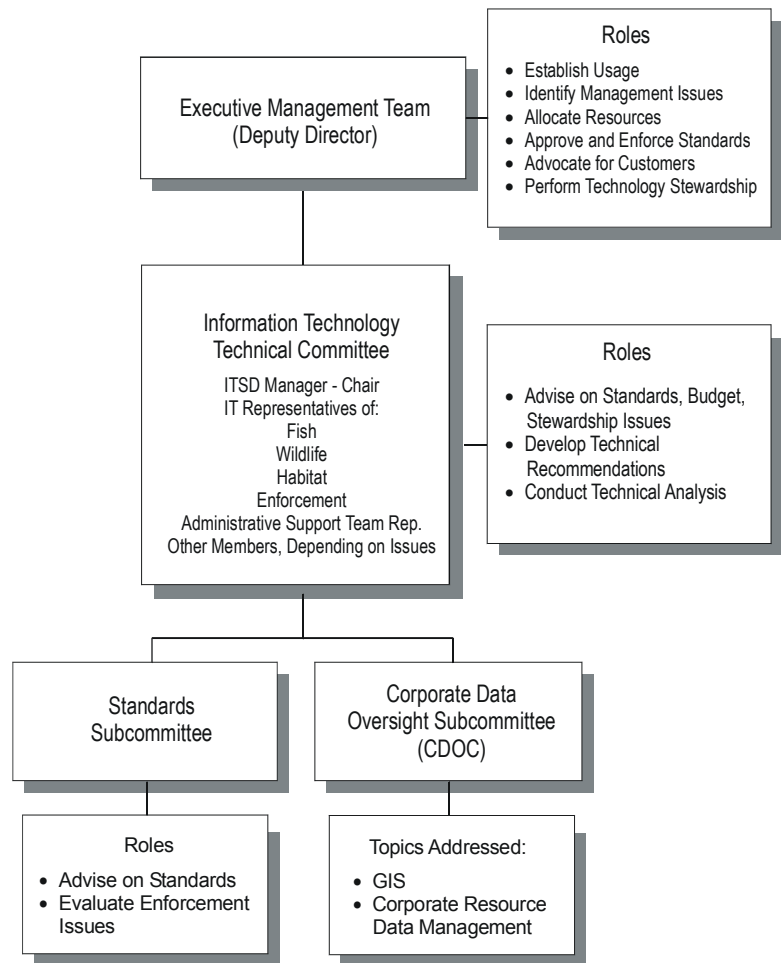 Executive Management Team
(Deputy Director)
Roles
• Establish Usage
• Identify Management Issues
• Allocate Resources
• Approve and Enforce Standards
• Advocate for Customers
• Perform Technology Stewardship
Information Technology
Technical Committee
ITSD Manager - Chair
IT Representatives of:
Fish
Wildlife
Habitat
Enforcement
Administrative Support Team Rep.
Other Members, Depending on Issues
Roles
• Advise on Standards, Budget,
Stewardship Issues
• Develop Technical
Recommendations
• Conduct Technical Analysis
Standards
Subcommittee
Roles
• Advise on Standards
• Evaluate Enforcement
Issues
Corporate Data
Oversight Subcommittee
(CDOC)
Topics Addressed:
• GIS
• Corporate Resource
Data Management